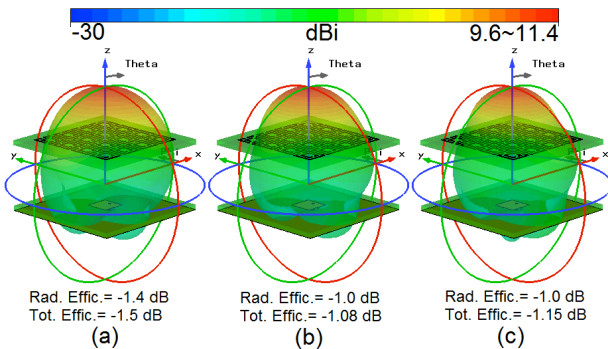 -30 dBi 9.6~11.4
z z z
Theta Theta Theta
y i x y i x y i x
Rad. Effic.= -1.4 dB Rad. Effic.= -1.0 dB Rad. Effic.= -1.0 dB
Tot. Effic.= -1.5 dB Tot. Effic.= -1.08 dB Tot. Effic.= -1.15 dB
(a) (b) (c)